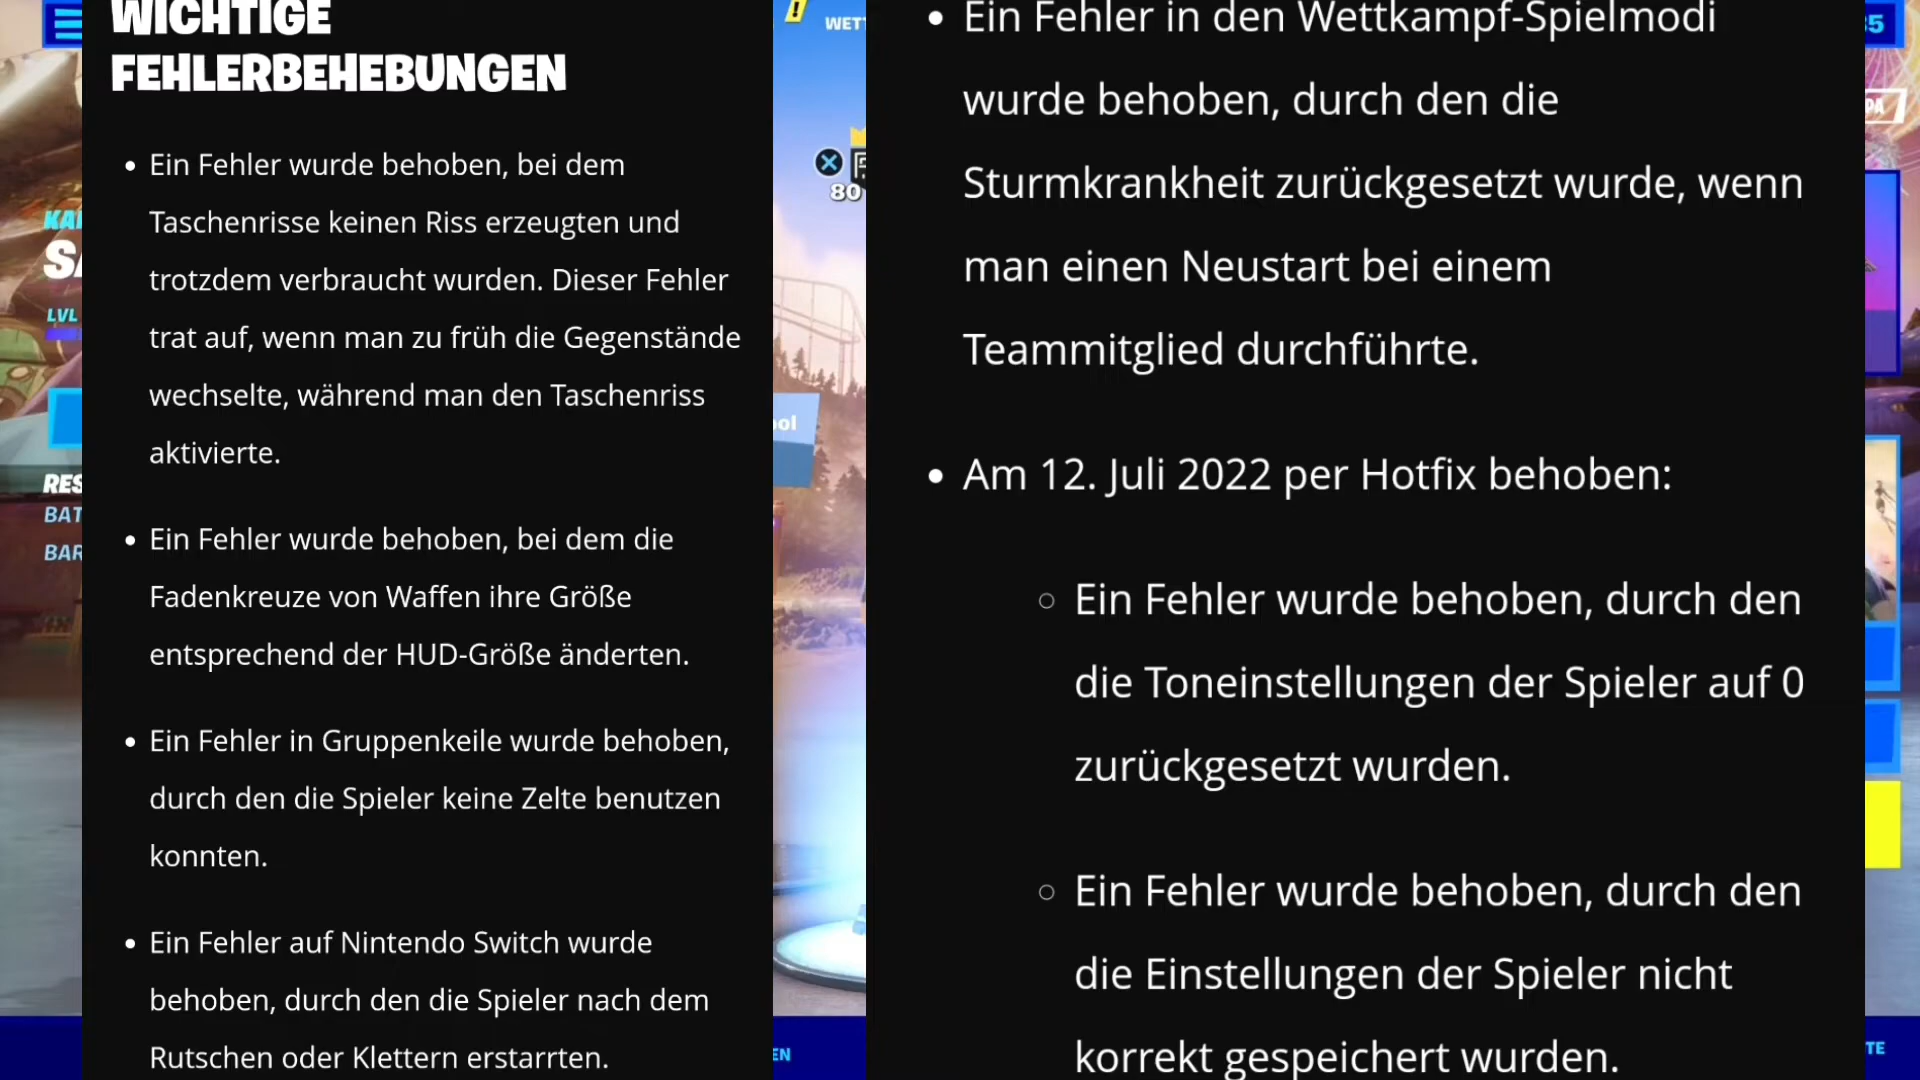 WICHTIGE
FEHLERBEHEBUNGEN
Ein Fehler wurde behoben, bei dem
Taschenrisse keinen Riss erzeugten und
trotzdem verbraucht wurden. Dieser Fehler
trat auf, wenn man zu früh die Gegenstände
wechselte, während man den Taschenriss
aktivierte.
Ein Fehler wurde behoben, bei dem die
Fadenkreuze von Waffen ihre Größe
entsprechend der HUD-Größe änderten.
Ein Fehler in Gruppenkeile wurde behoben,
durch den die Spieler keine Zelte benutzen
konnten.
Ein Fehler auf Nintendo Switch wurde
behoben, durch den die Spieler nach dem
Rutschen oder Klettern erstarrten.
Ein Fehler in den Wettkampf-Spielmodi
wurde behoben, durch den die
Sturmkrankheit zurückgesetzt wurde, wenn
man einen Neustart bei einem
Teammitglied durchführte.
Am 12. Juli 2022 per Hotfix behoben:
Ein Fehler wurde behoben, durch den
die Toneinstellungen der Spieler auf 0
zurückgesetzt wurden.
Ein Fehler wurde behoben, durch den
die Einstellungen der Spieler nicht
korrekt gespeichert wurden.
LVL
80